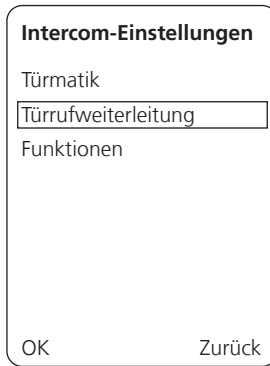 Intercom-Einstellungen
Türmatik
Türrufweiterleitung
Funktionen
OK Zurück